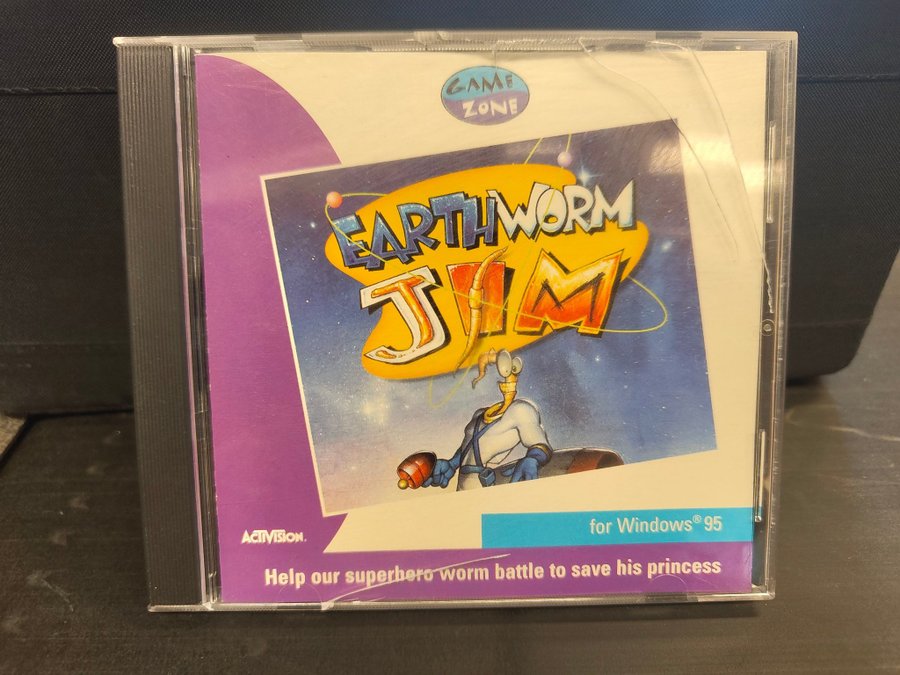 GAME
ZONE
EARTHWORM
JIM
for Windows® 95
ACTIVISION.
Help our superhero worm battle to save his princess